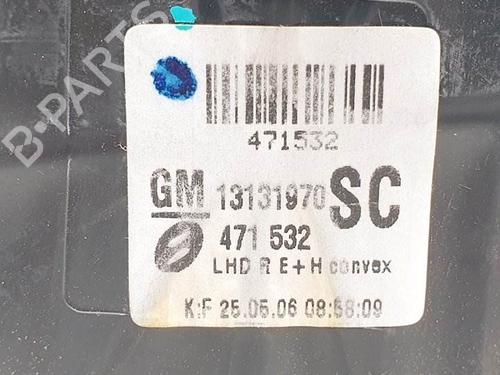 B-PARTS
471532
GM 13131970 SC
471 532
LHD R E+H convex
K:F 25.05.06 08:58:09